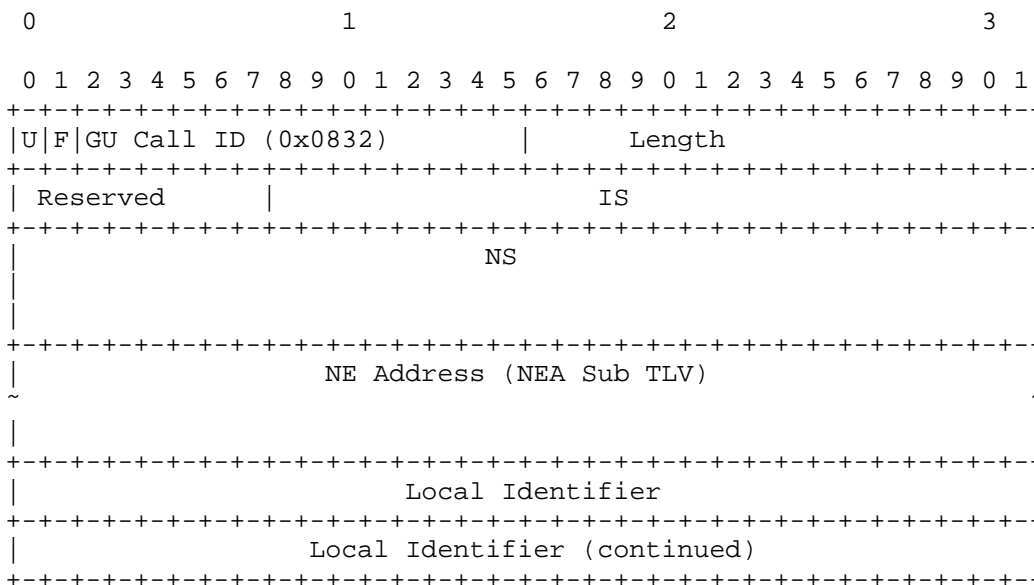 0 1 2 3
0 1 2 3 4 5 6 7 8 9 0 1 2 3 4 5 6 7 8 9 0 1 2 3 4 5 6 7 8 9 0 1
+-+-+-+-+-+-+-+-+-+-+-+-+-+-+-+-+-+-+-+-+-+-+-+-+-+-+-+-+-+-+-+-+-
|U|F|GU Call ID (0x0832) | Length
+-+-+-+-+-+-+-+-+-+-+-+-+-+-+-+-+-+-+-+-+-+-+-+-+-+-+-+-+-+-+-+-+-
| Reserved | IS
+-+-+-+-+-+-+-+-+-+-+-+-+-+-+-+-+-+-+-+-+-+-+-+-+-+-+-+-+-+-+-+-+-
| NS
|
|
+-+-+-+-+-+-+-+-+-+-+-+-+-+-+-+-+-+-+-+-+-+-+-+-+-+-+-+-+-+-+-+-+-
| NE Address (NEA Sub TLV)
~ ~
|
+-+-+-+-+-+-+-+-+-+-+-+-+-+-+-+-+-+-+-+-+-+-+-+-+-+-+-+-+-+-+-+-+-
| Local Identifier
+-+-+-+-+-+-+-+-+-+-+-+-+-+-+-+-+-+-+-+-+-+-+-+-+-+-+-+-+-+-+-+-+-
| Local Identifier (continued)
+-+-+-+-+-+-+-+-+-+-+-+-+-+-+-+-+-+-+-+-+-+-+-+-+-+-+-+-+-+-+-+-+-